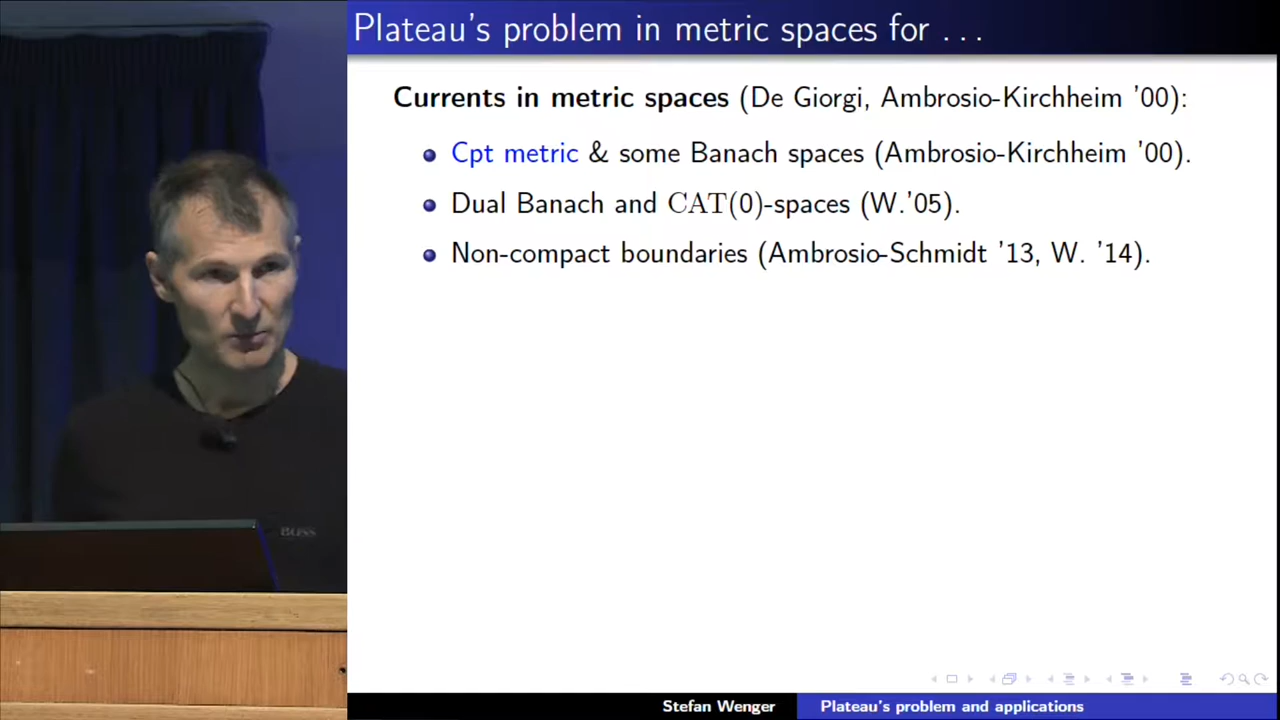 Plateau's problem in metric spaces for . . .
Currents in metric spaces (De Giorgi, Ambrosio-Kirchheim '00):
Cpt metric & some Banach spaces (Ambrosio-Kirchheim '00).
Dual Banach and CAT(0)-spaces (W.'05).
Non-compact boundaries (Ambrosio-Schmidt '13, W. '14).
BOSS
Stefan Wenger
Plateau's problem and applications